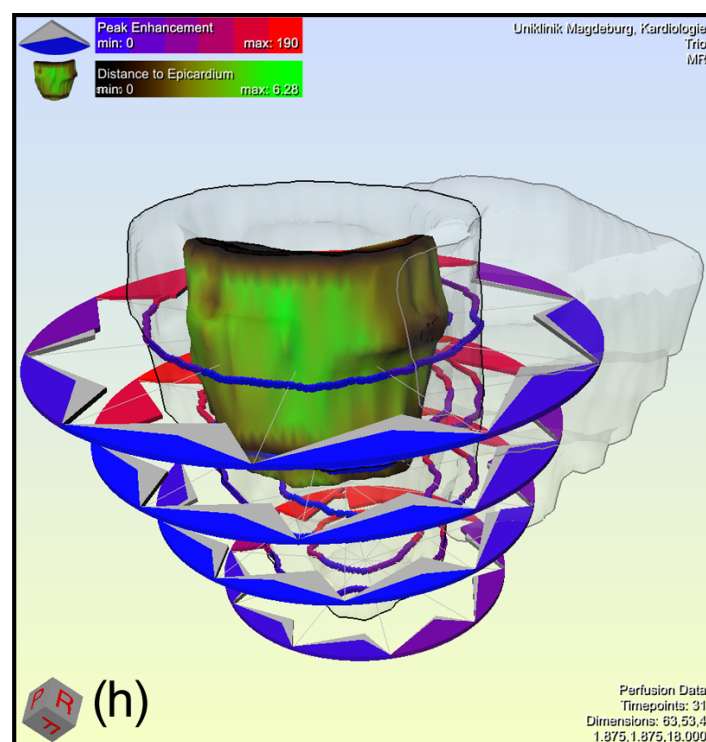 Peak Enhancement
min: 0 max: 190
Distance to Epicardium
min: 0 max: 6.28
Uniklinik Magdeburg, Kardiologie
Trio
MR
P R F
(h)
Perfusion Data
Timepoints: 31
Dimensions: 63,53,4
1.875,1.875,18.000